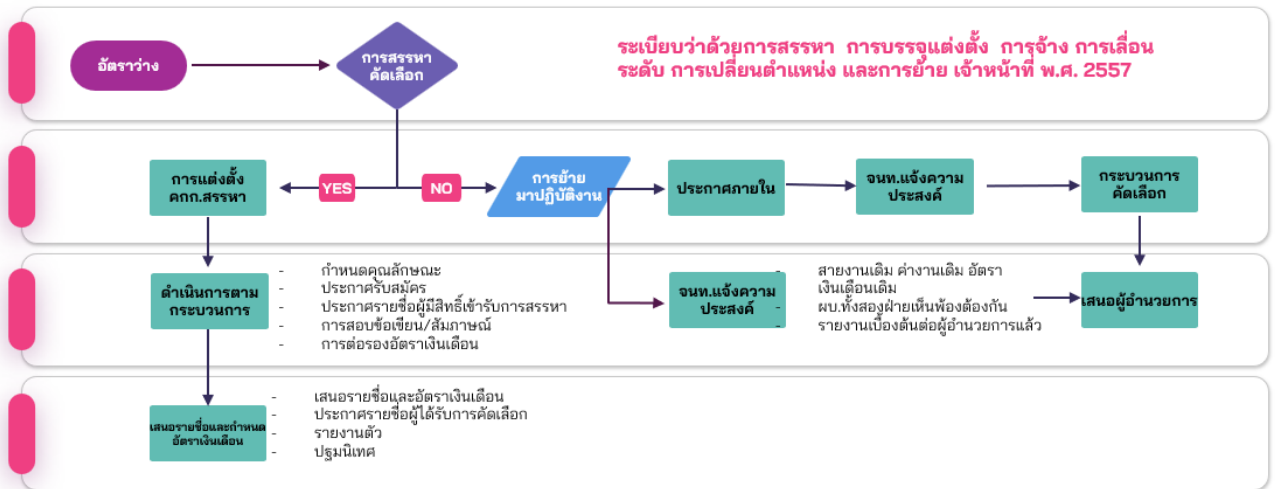 อัตราว่าง
การสรรหา
คัดเลือก
ระเบียบว่าด้วยการสรรหา การบรรจุแต่งตั้ง การจ้าง การเลื่อน
ระดับ การเปลี่ยนตำแหน่ง และการย้าย เจ้าหน้าที่ พ.ศ. 2557
การแต่งตั้ง
คกก.สรรหา
YES
NO
การย้าย
มาปฏิบัติงาน
ประกาศภายใน
จนท.แจ้งความ
ประสงค์
กระบวนการ
คัดเลือก
ดำเนินการตาม
กระบวนการ
- กำหนดคุณลักษณะ
- ประกาศรับสมัคร
- ประกาศรายชื่อผู้มีสิทธิ์เข้ารับการสรรหา
- การสอบข้อเขียน/สัมภาษณ์
- การต่อรองอัตราเงินเดือน
จนท.แจ้งความ
ประสงค์
- สายงานเดิม ค่างานเดิม อัตรา
เงินเดือนเดิม
- ผบ.ทั้งสองฝ่ายเห็นพ้องต้องกัน
- รายงานเบื้องต้นต่อผู้อำนวยการแล้ว
เสนอผู้อำนวยการ
เสนอรายชื่อและกำหนด
อัตราเงินเดือน
- เสนอรายชื่อและอัตราเงินเดือน
- ประกาศรายชื่อผู้ได้รับการคัดเลือก
- รายงานตัว
- ปฐมนิเทศ